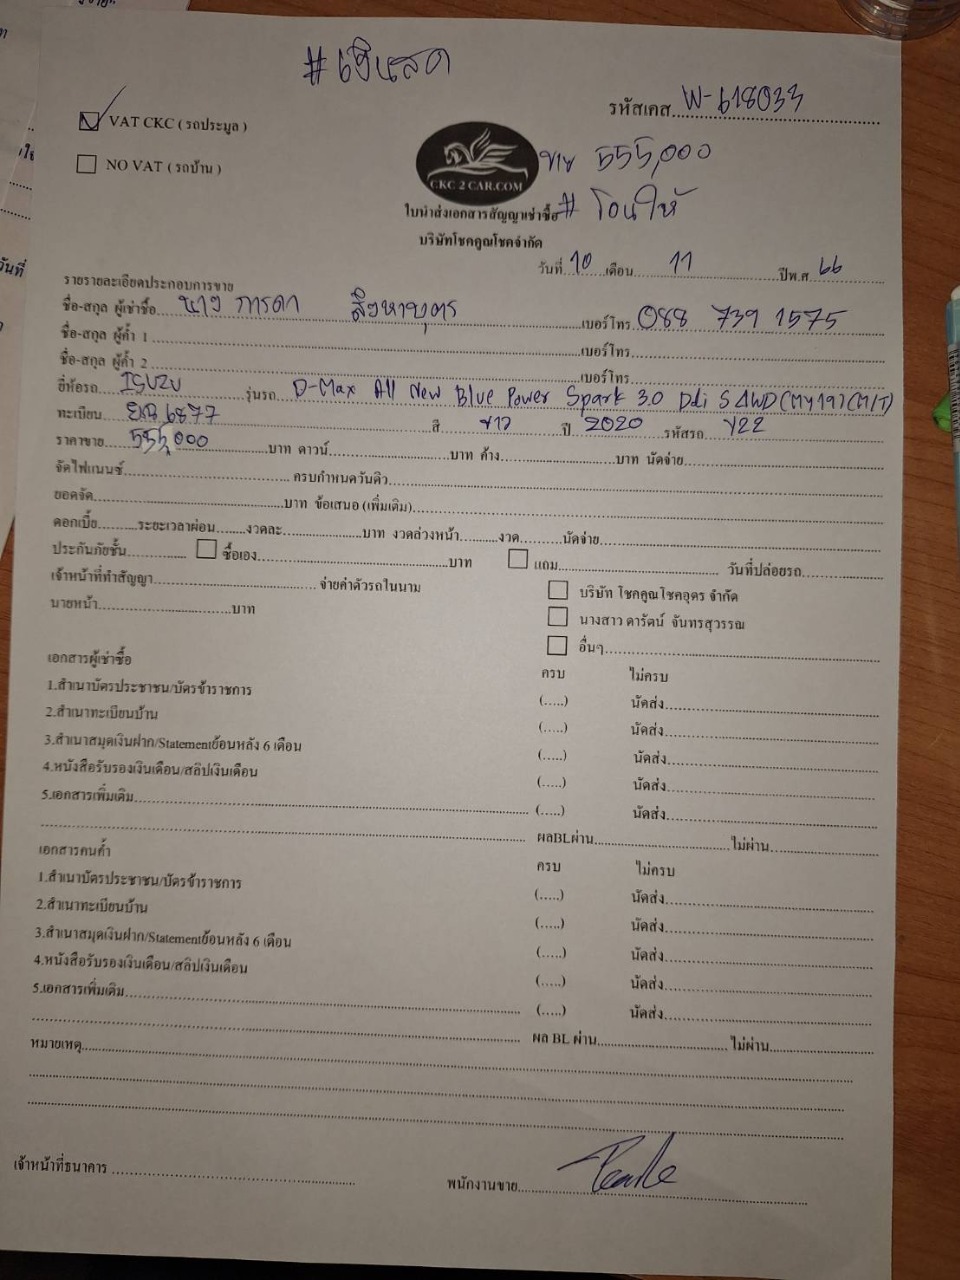 #เงินสด
รหัสเคส W-618033
VAT CKC ( รถประมูล )
NO VAT ( รถบ้าน )
CKC 2 CAR.COM
ขาย 555,000
# โอนให้
ใบนำส่งเอกสารสัญญาเช่าซื้อ
บริษัทโชคคูณโชคจำกัด
วันที่ 10 เดือน 11 ปีพ.ศ. 66
รายรายละเอียดประกอบการขาย
ชื่อ-สกุล ผู้เช่าซื้อ นาง การดา สิงหาบุตร เบอร์โทร 088 739 1575
ชื่อ-สกุล ผู้ค้ำ 1 เบอร์โทร
ชื่อ-สกุล ผู้ค้ำ 2 เบอร์โทร
ยี่ห้อรถ ISUZU รุ่นรถ D-Max All New Blue Power Spark 3.0 Ddi S 4WD (MY19) (M/T)
ทะเบียน 6877 สี ขาว ปี 2020 รหัสรถ Y22
ราคาขาย 555,000 บาท ดาวน์ บาท ค้าง บาท นัดจ่าย
จัดไฟแนนซ์ ครบกำหนดวันคิว
ยอดจัด บาท ข้อเสนอ (เพิ่มเติม)
ดอกเบี้ย ระยะเวลาผ่อน งวดละ บาท งวดล่วงหน้า งวด นัดจ่าย
ประกันภัยชั้น ซื้อเอง บาท แถม วันที่ปล่อยรถ
เจ้าหน้าที่ทำสัญญา จ่ายค่าตัวรถในนาม บริษัท โชคคูณโชคอุดร จำกัด
นายหน้า บาท นางสาว ดารัตน์ จันทรสุวรรณ
อื่นๆ
เอกสารผู้เช่าซื้อ ครบ ไม่ครบ
1.สำเนาบัตรประชาชน/บัตรข้าราชการ (.....) นัดส่ง
2.สำเนาทะเบียนบ้าน (.....) นัดส่ง
3.สำเนาสมุดเงินฝาก/Statementย้อนหลัง 6 เดือน (.....) นัดส่ง
4.หนังสือรับรองเงินเดือน/สลิปเงินเดือน (.....) นัดส่ง
5.เอกสารเพิ่มเติม (.....) นัดส่ง
ผลBLผ่าน ไม่ผ่าน
เอกสารคนค้ำ ครบ ไม่ครบ
1.สำเนาบัตรประชาชน/บัตรข้าราชการ (.....) นัดส่ง
2.สำเนาทะเบียนบ้าน (.....) นัดส่ง
3.สำเนาสมุดเงินฝาก/Statementย้อนหลัง 6 เดือน (.....) นัดส่ง
4.หนังสือรับรองเงินเดือน/สลิปเงินเดือน (.....) นัดส่ง
5.เอกสารเพิ่มเติม (.....) นัดส่ง
ผล BL ผ่าน ไม่ผ่าน
หมายเหตุ
เจ้าหน้าที่ธนาคาร
พนักงานขาย